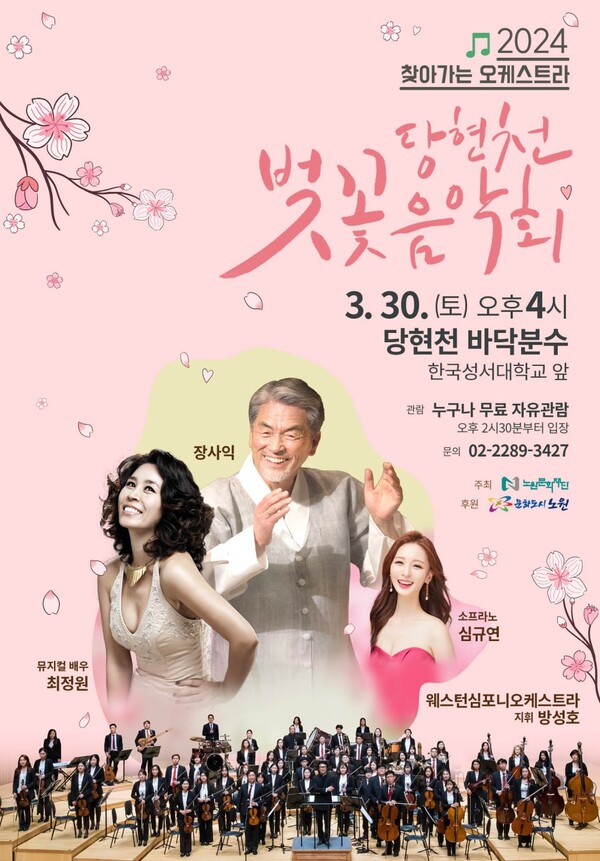 2024
찾아가는 오케스트라
당현천
벚꽃음악회
3. 30. (토) 오후 4시
당현천 바닥분수
한국성서대학교 앞
관람 누구나 무료 자유관람
오후 2시30분부터 입장
문의 02-2289-3427
주최 노원문화재단
후원 문화도시 노원
장사익
소프라노
심규연
뮤지컬 배우
최정원
웨스턴심포니오케스트라
지휘 방성호